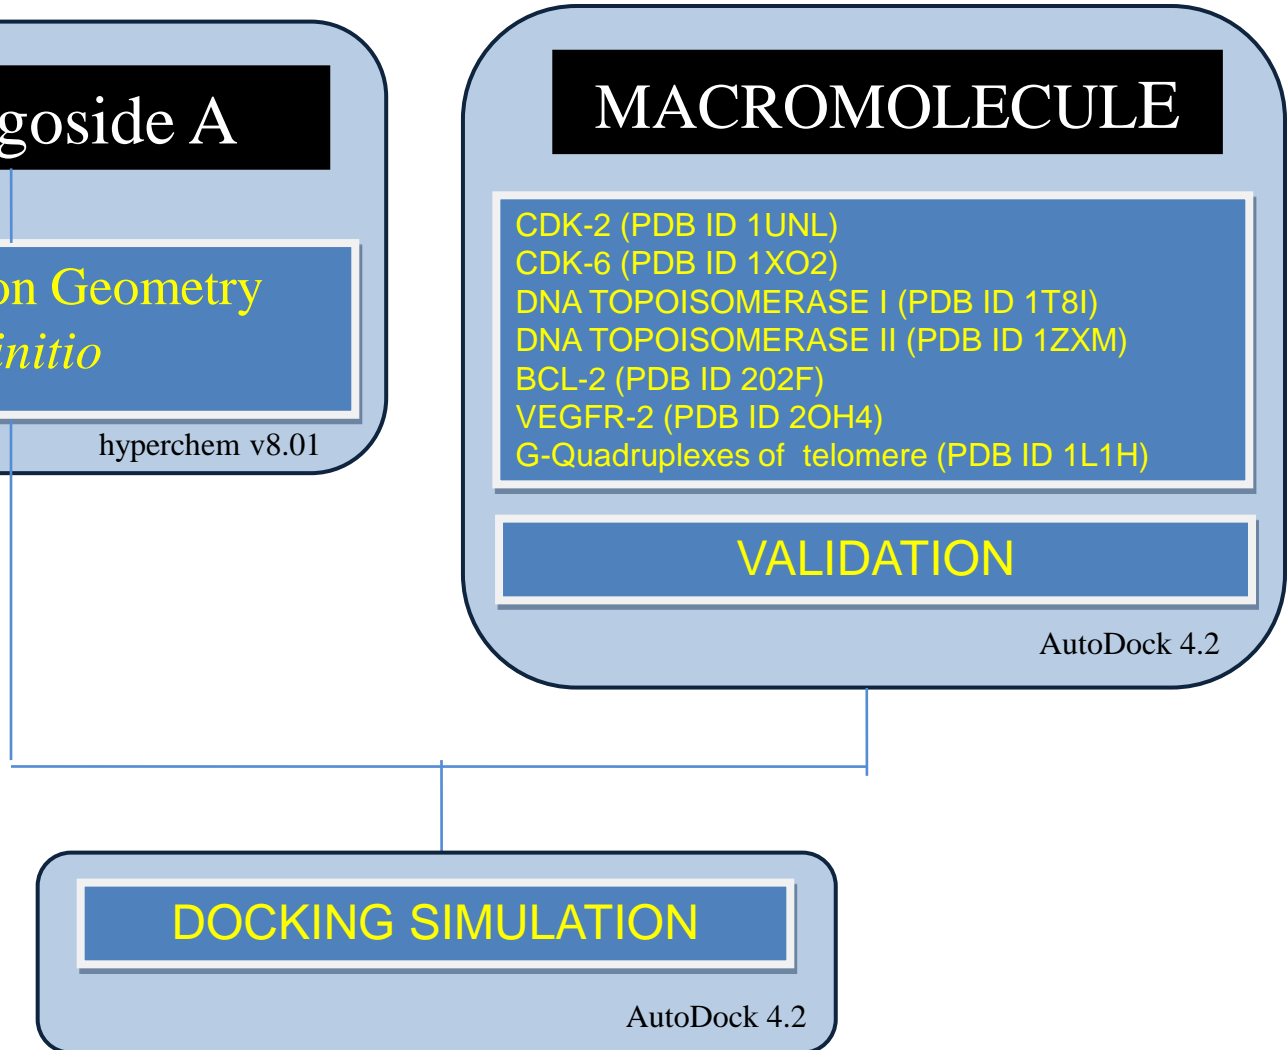 goside A
on Geometry
initio
hyperchem v8.01
MACROMOLECULE
CDK-2 (PDB ID 1UNL)
CDK-6 (PDB ID 1XO2)
DNA TOPOISOMERASE I (PDB ID 1T8I)
DNA TOPOISOMERASE II (PDB ID 1ZXM)
BCL-2 (PDB ID 202F)
VEGFR-2 (PDB ID 2OH4)
G-Quadruplexes of telomere (PDB ID 1L1H)
VALIDATION
AutoDock 4.2
DOCKING SIMULATION
AutoDock 4.2